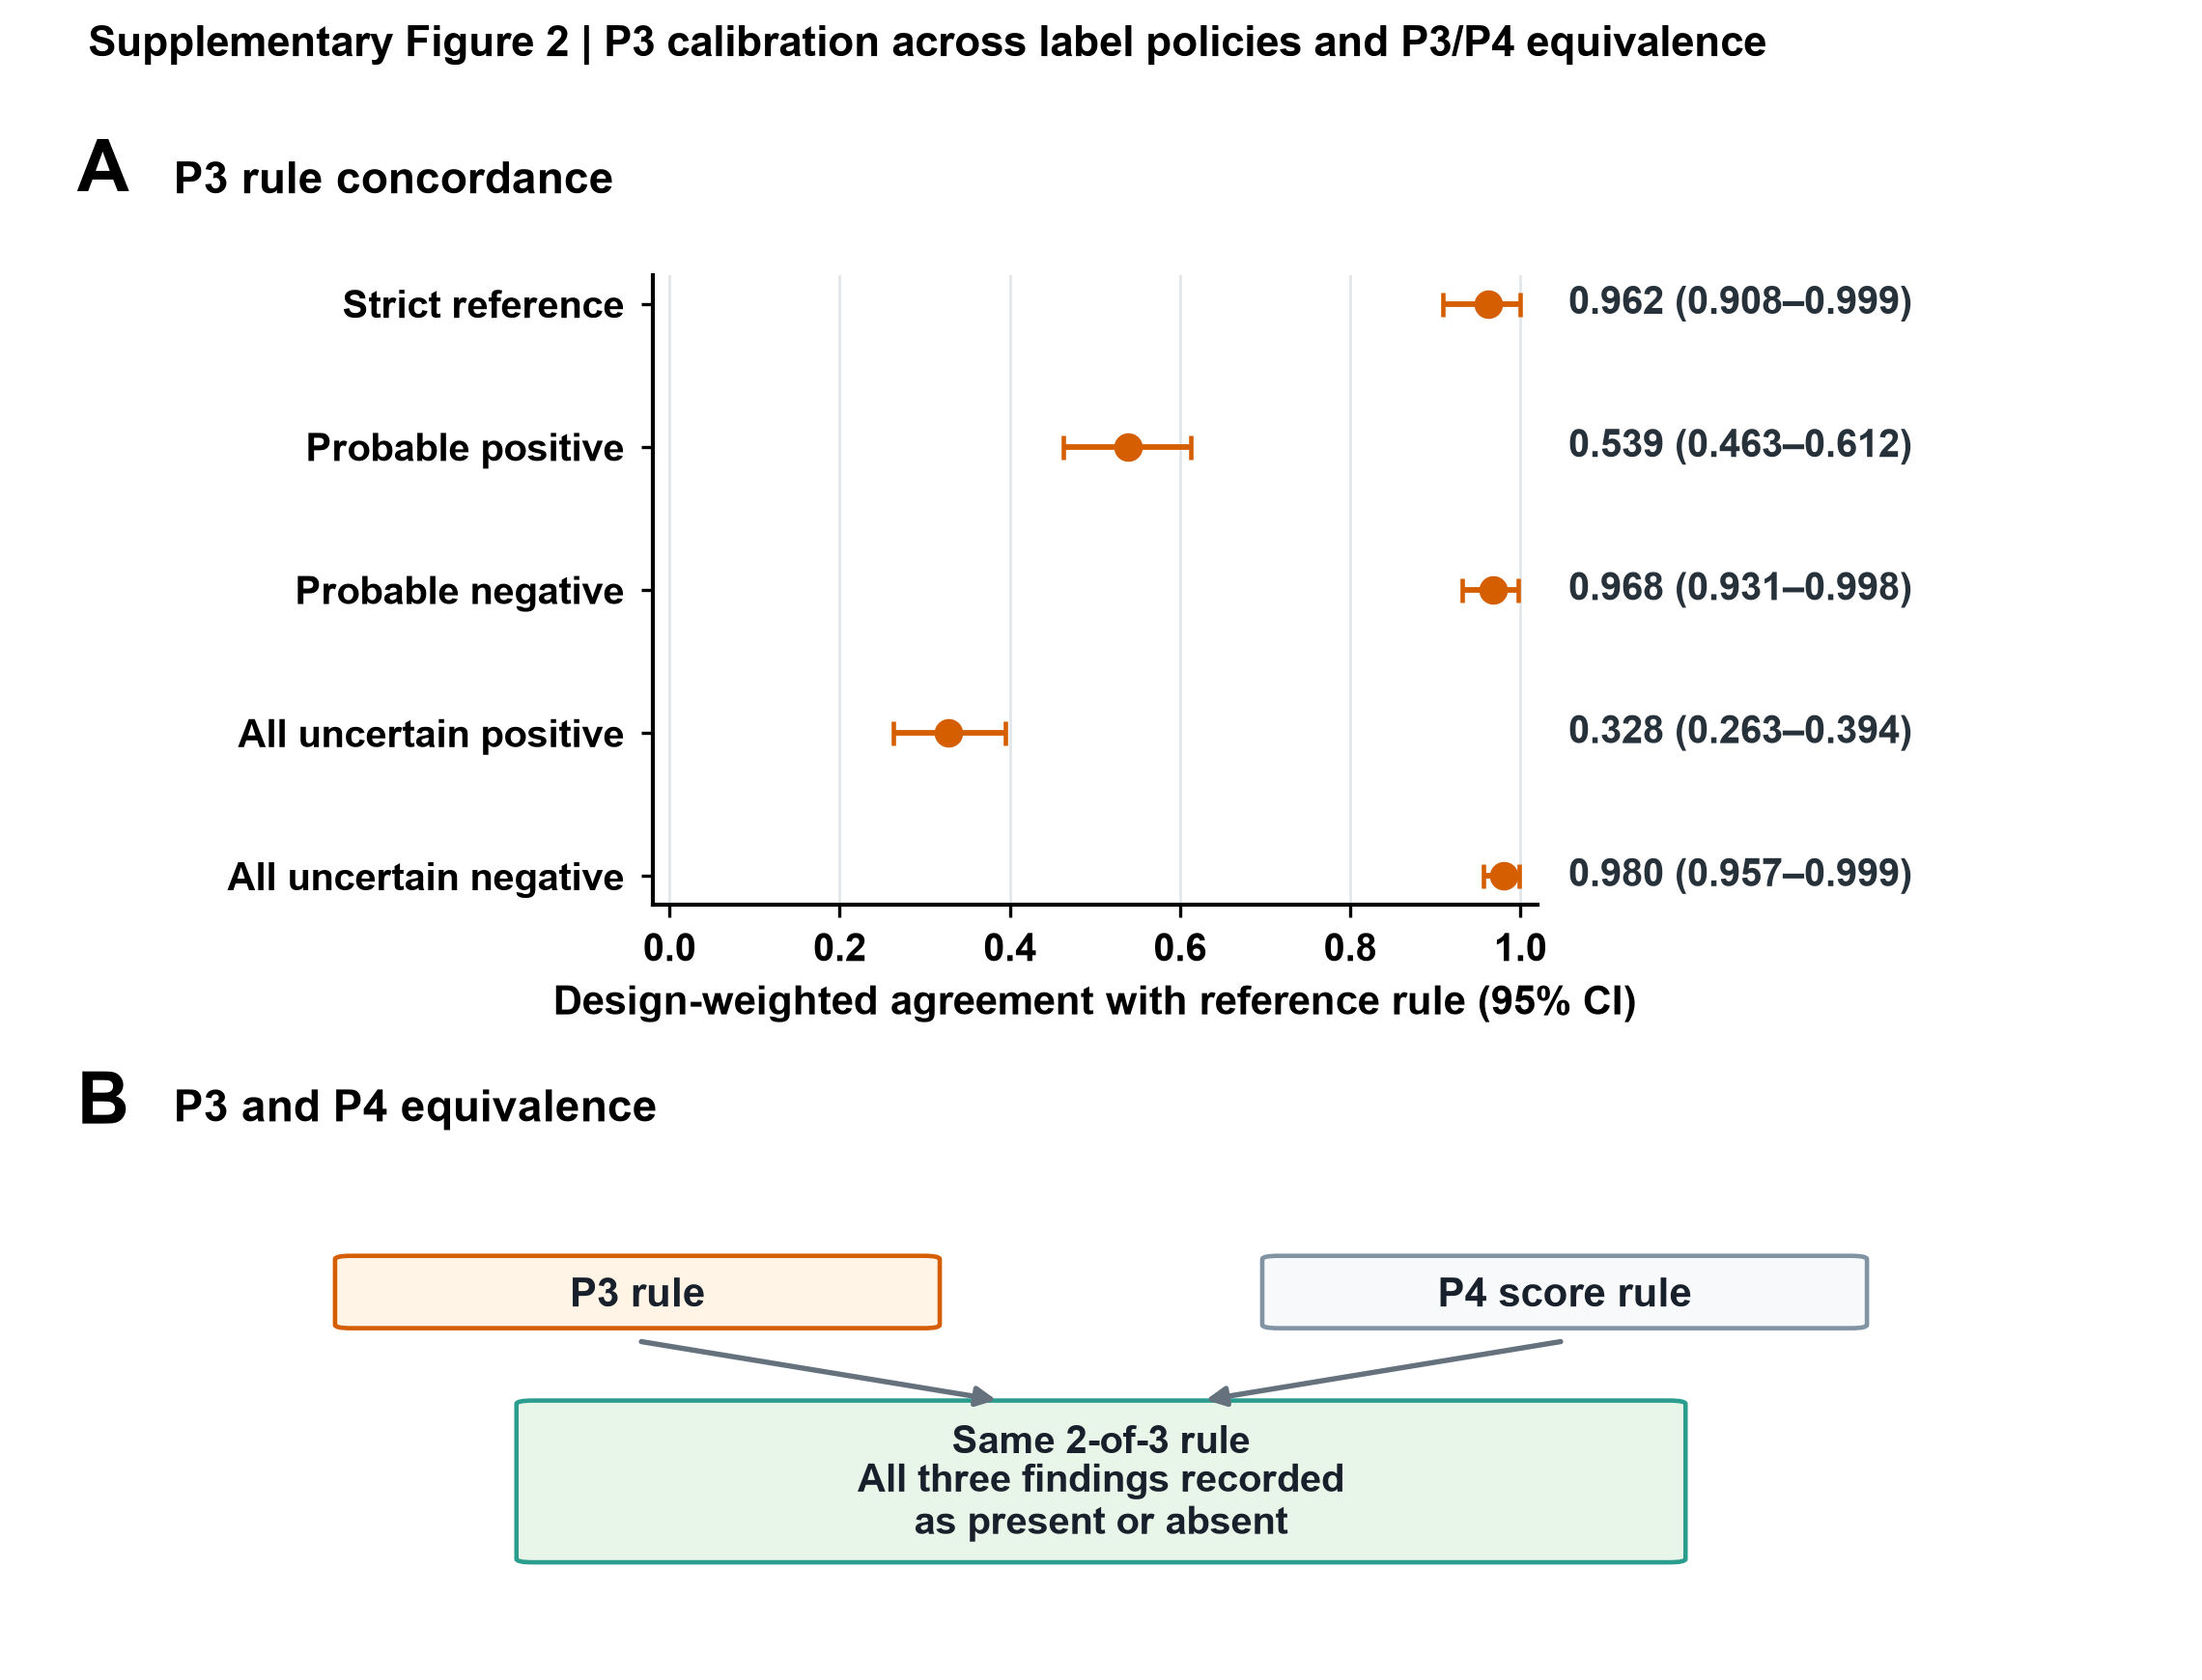 Supplementary Figure 2 | P3 calibration across label policies and P3/P4 equivalence
A P3 rule concordance
Strict reference 0.962 (0.908–0.999)
Probable positive 0.539 (0.463–0.612)
Probable negative 0.968 (0.931–0.998)
All uncertain positive 0.328 (0.263–0.394)
All uncertain negative 0.980 (0.957–0.999)
0.0 0.2 0.4 0.6 0.8 1.0
Design-weighted agreement with reference rule (95% CI)
B P3 and P4 equivalence
P3 rule P4 score rule
Same 2-of-3 rule
All three findings recorded
as present or absent